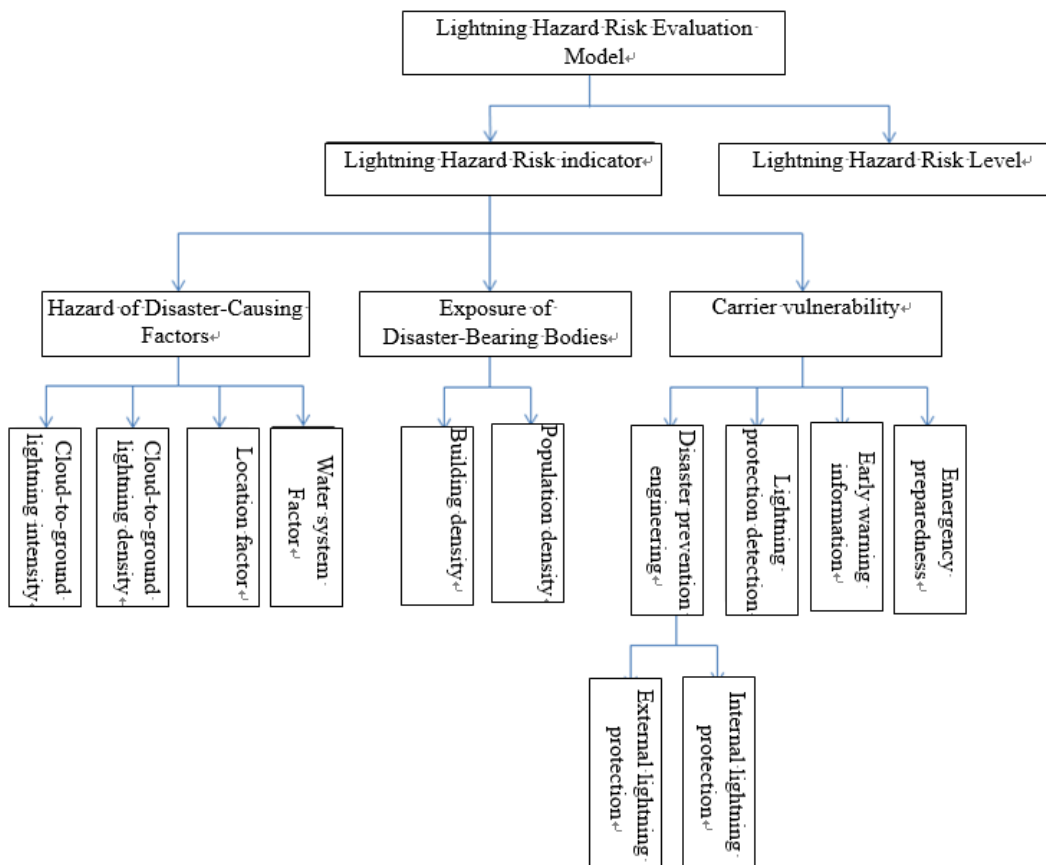 Lightning Hazard Risk Evaluation
Model
Lightning Hazard Risk indicator
Lightning Hazard Risk Level
Hazard of Disaster-Causing
Factors
Exposure of
Disaster-Bearing Bodies
Carrier vulnerability
Cloud-to-ground
lightning intensity
Cloud-to-ground
lightning density
Location factor
Water system
Factor
Building density
Population density
Disaster prevention
engineering
Lightning
protection detection
Early warning
information
Emergency
preparedness
External lightning
protection
Internal lightning
protection